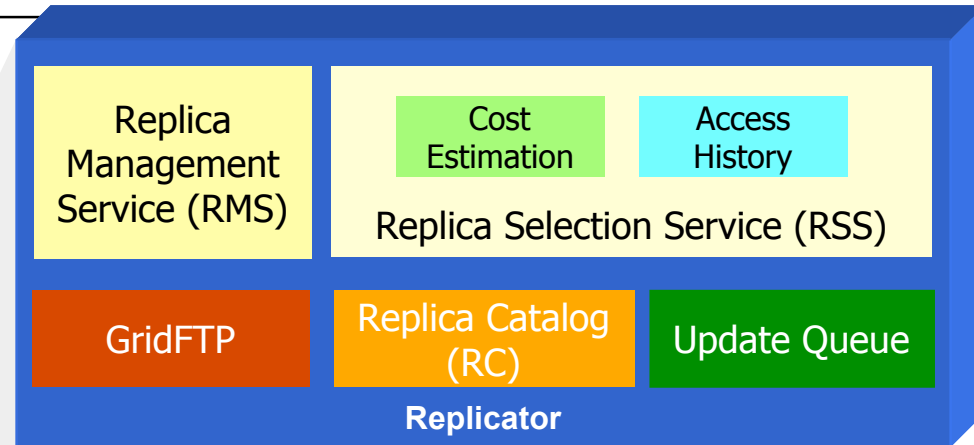 Replica
Management
Service (RMS)
Cost
Estimation
Access
History
Replica Selection Service (RSS)
GridFTP
Replica Catalog
(RC)
Update Queue
Replicator